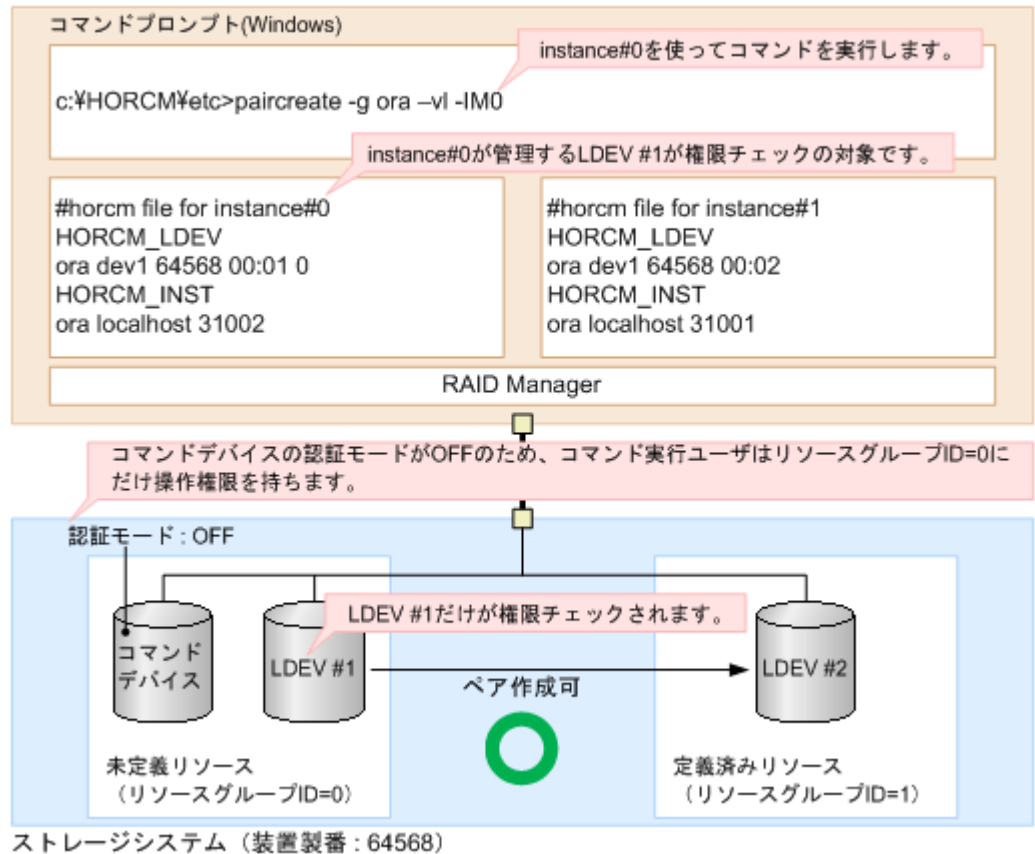 コマンドプロンプト(Windows)
instance#0を使ってコマンドを実行します。
c:¥HORCM¥etc>paircreate -g ora –vl -IM0
instance#0が管理するLDEV #1が権限チェックの対象です。
#horcm file for instance#0
HORCM_LDEV
ora dev1 64568 00:01 0
HORCM_INST
ora localhost 31002
#horcm file for instance#1
HORCM_LDEV
ora dev1 64568 00:02
HORCM_INST
ora localhost 31001
RAID Manager
コマンドデバイスの認証モードがOFFのため、コマンド実行ユーザはリソースグループID=0に
だけ操作権限を持ちます。
認証モード : OFF
LDEV #1だけが権限チェックされます。
コマンド
デバイス
LDEV #1
ペア作成可
LDEV #2
未定義リソース
（リソースグループID=0）
定義済みリソース
（リソースグループID=1）
ストレージシステム（装置製番 : 64568）